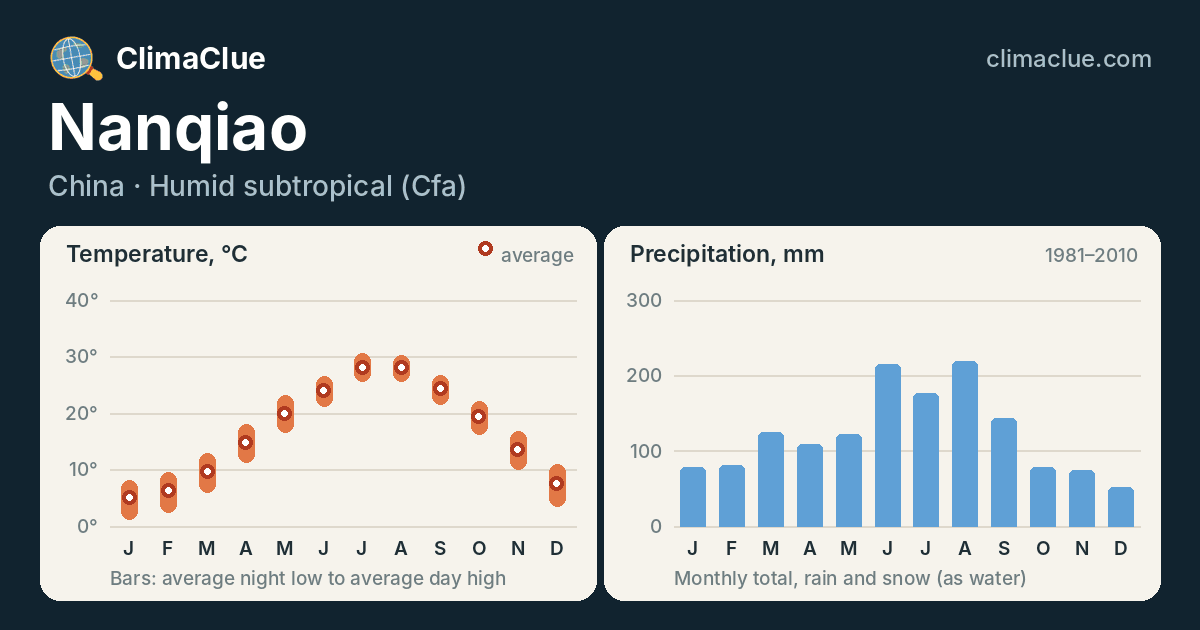 ClimaClue
climaclue.com
Nanqiao
China · Humid subtropical (Cfa)
Temperature, °C
average
40°
30°
20°
10°
0°
J F M A M J J A S O N D
Bars: average night low to average day high
Precipitation, mm
1981–2010
300
200
100
0
J F M A M J J A S O N D
Monthly total, rain and snow (as water)